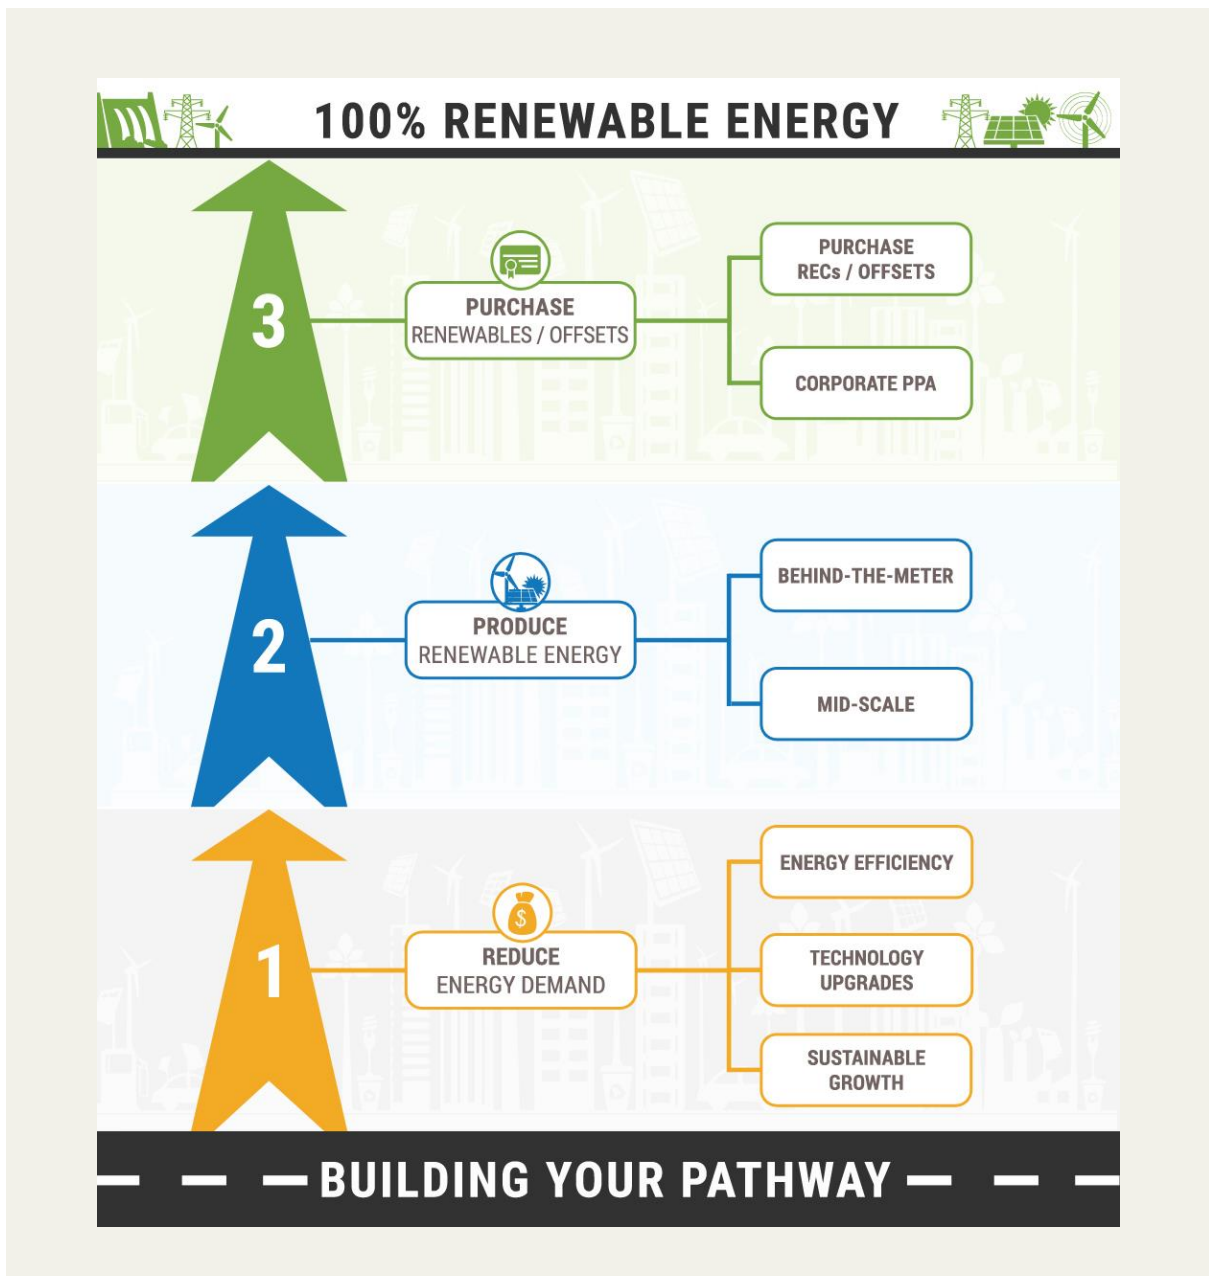 100% RENEWABLE ENERGY
3
PURCHASE
RENEWABLES / OFFSETS
PURCHASE
RECs / OFFSETS
CORPORATE PPA
2
PRODUCE
RENEWABLE ENERGY
BEHIND-THE-METER
MID-SCALE
1
$
REDUCE
ENERGY DEMAND
ENERGY EFFICIENCY
TECHNOLOGY
UPGRADES
SUSTAINABLE
GROWTH
BUILDING YOUR PATHWAY